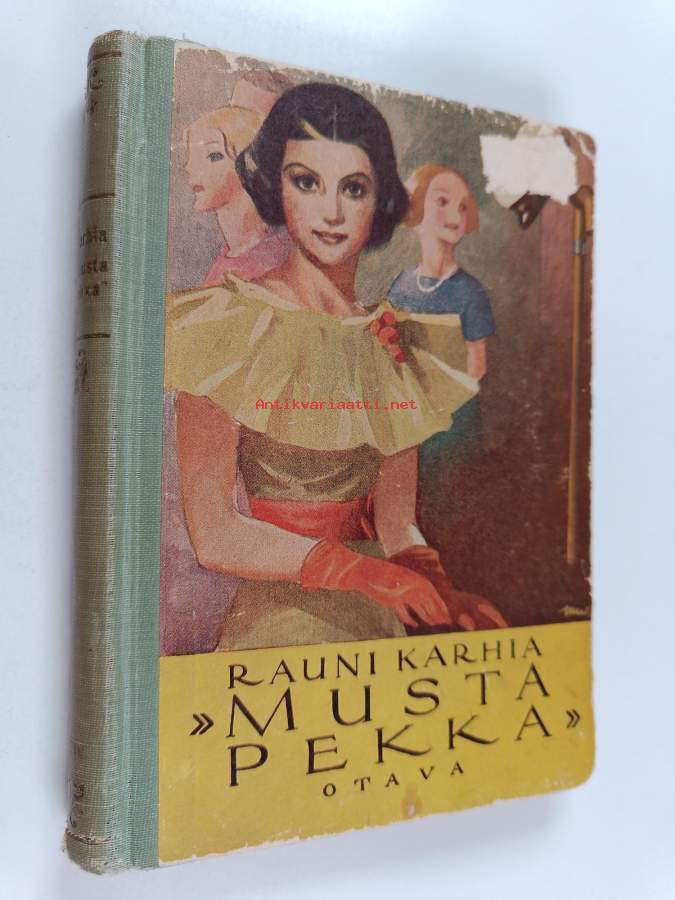 Antikvariaatti.net
RAUNI KARHIA
»MUSTA
PEKKA»
OTAVA